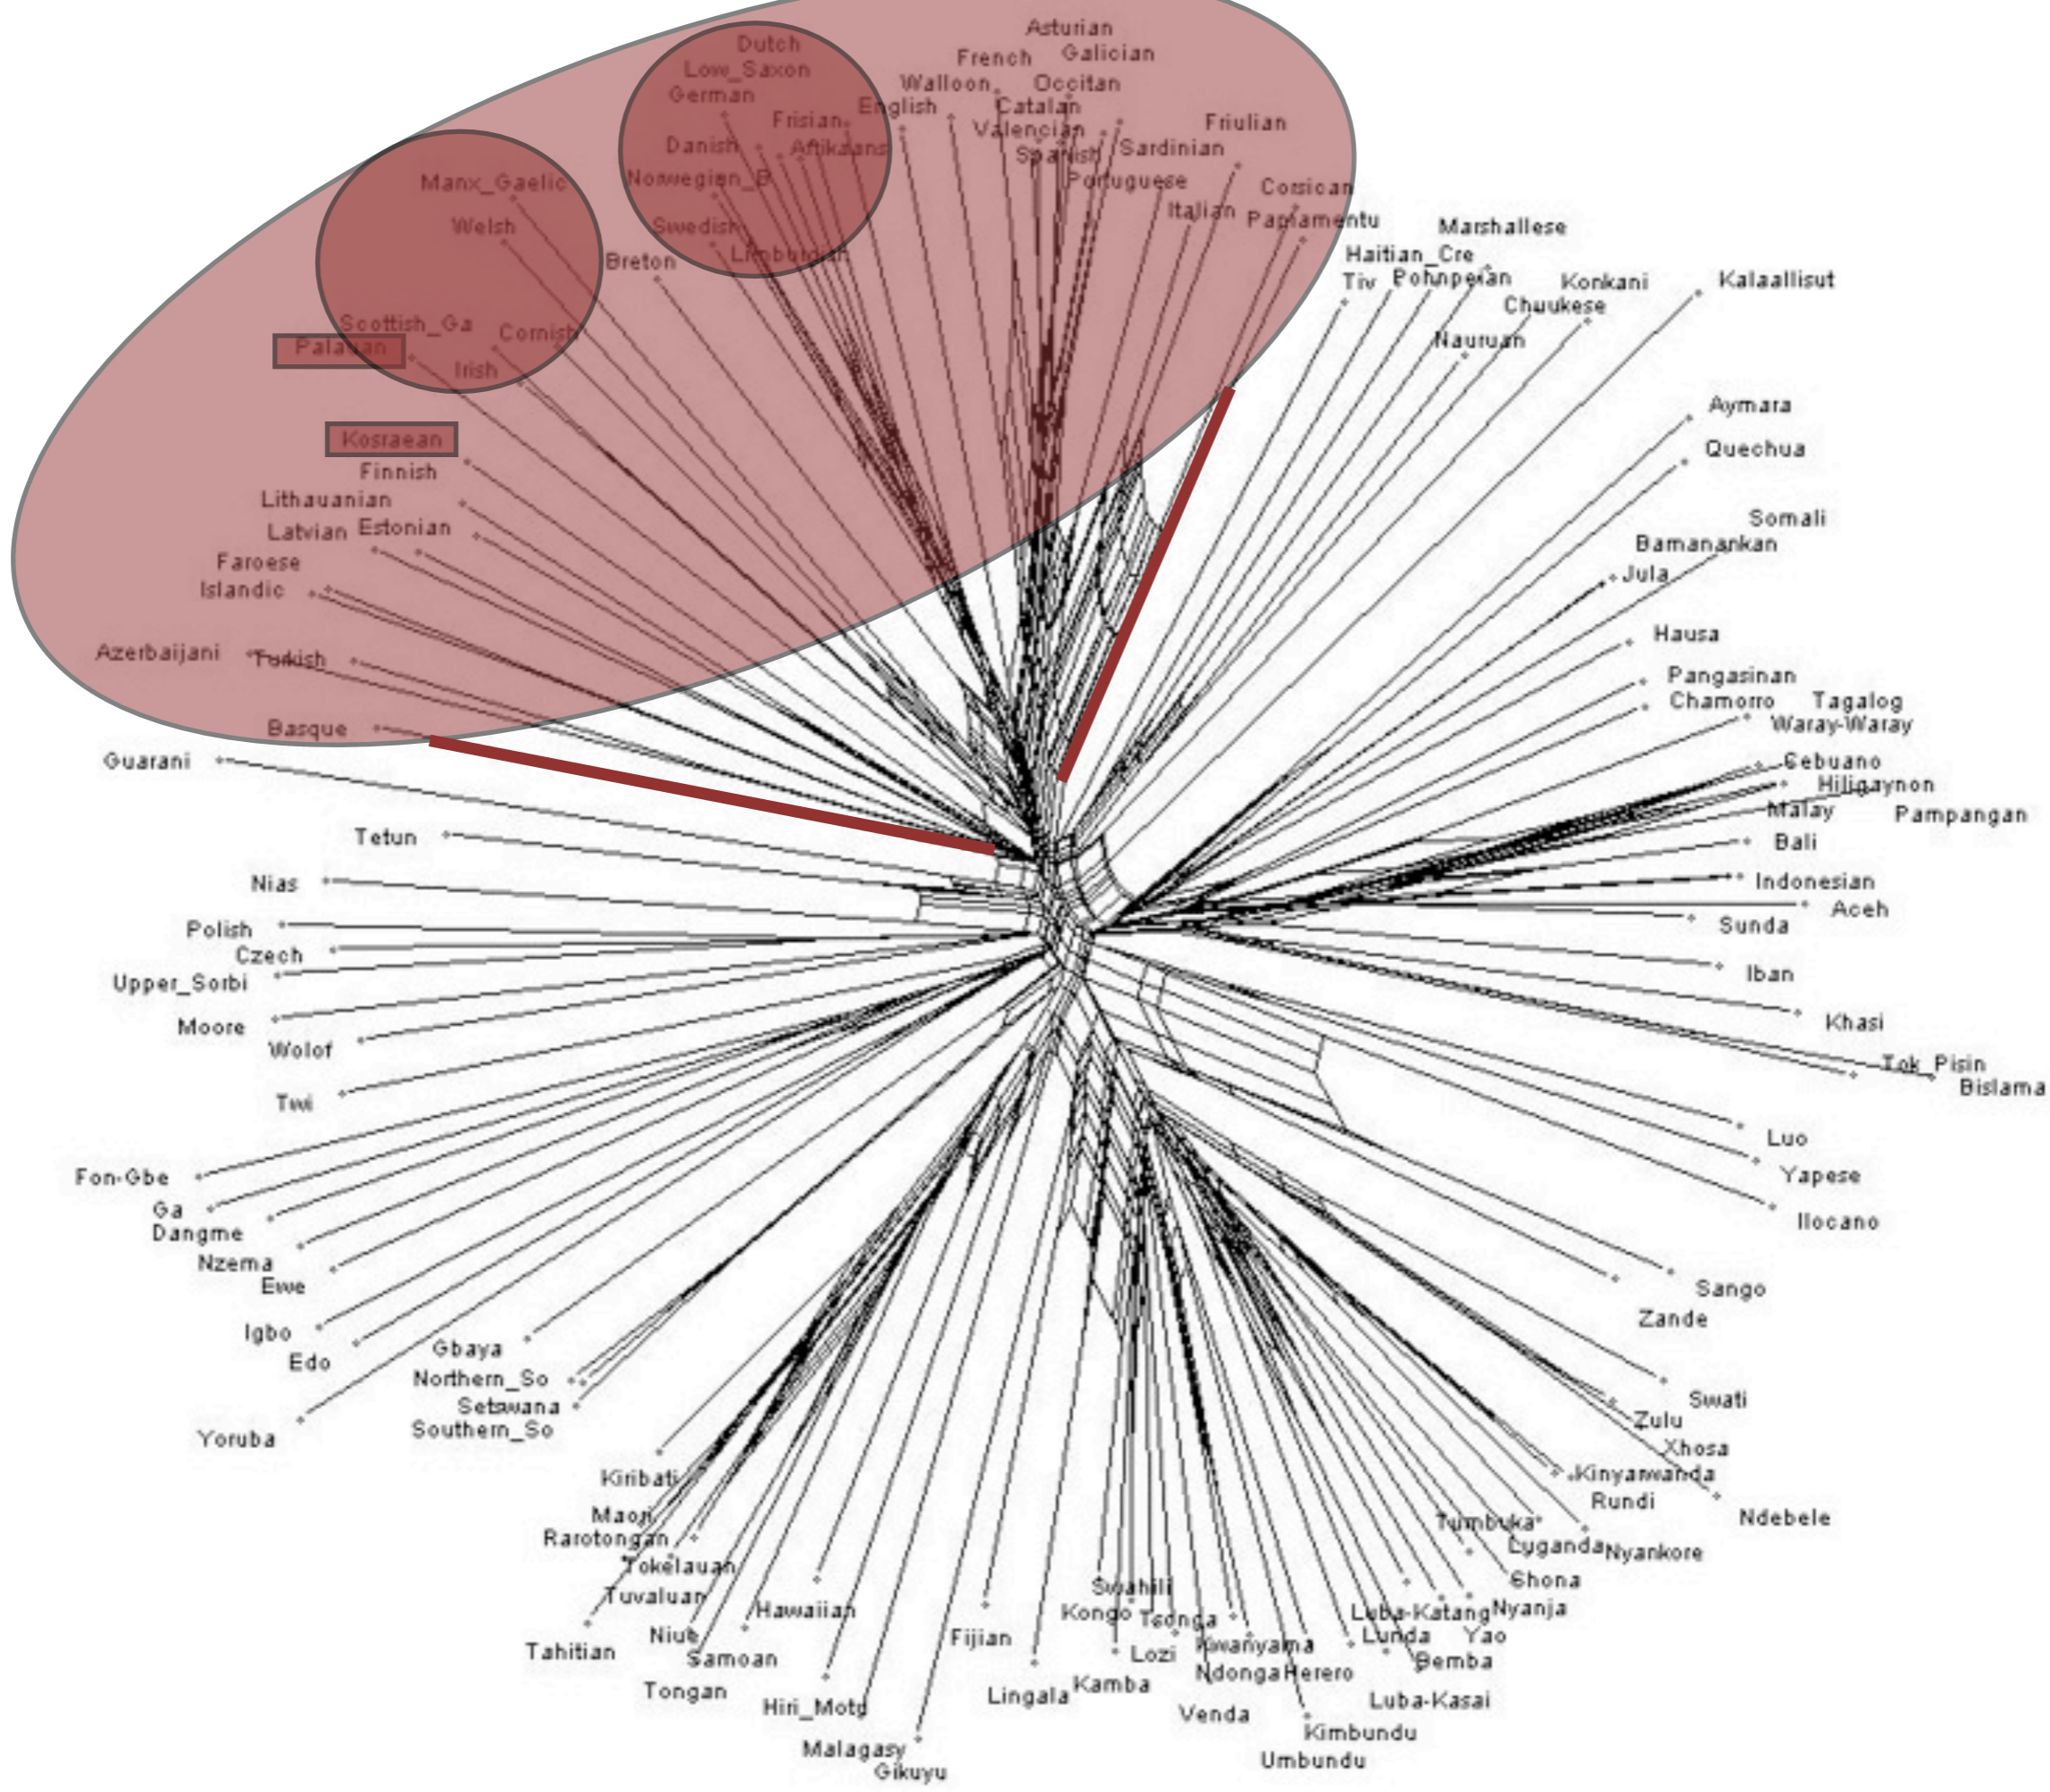 Asturian
Dutch
French Galician
Low_Saxon
Walloon Occitan
German
English Catalan
Frisian
Friulian
Valencian
Danish Afrikaans
Spanish Sardinian
Norwegian_B
Manx_Gaelic
Portuguese
Corsican
Italian Papiamentu
Welsh
Swedish
Marshallese
Limburgish
Haitian_Cre
Breton
Tiv Pohnpeian
Konkani Kalaallisut
Chuukese
Scottish_Ga Cornish
Nauruan
Palauan
Irish
Aymara
Kosraean
Quechua
Finnish
Lithauanian
Somali
Latvian Estonian
Bamanankan
Faroese
Jula
Islandic
Hausa
Azerbaijani Turkish
Pangasinan
Chamorro Tagalog
Basque
Waray-Waray
Guarani
Cebuano
Hiligaynon
Malay Pampangan
Tetun
Bali
Nias
Indonesian
Aceh
Polish
Sunda
Czech
Iban
Upper_Sorbi
Moore
Khasi
Wolof
Tok_Pisin
Bislama
Twi
Luo
Fon-Gbe
Yapese
Ga
Ilocano
Dangme
Nzema
Ewe
Sango
Igbo
Zande
Gbaya
Edo
Northern_So
Swati
Setswana
Zulu
Southern_So
Yoruba
Xhosa
Kiribati
Kinyarwanda
Rundi
Maori
Ndebele
Tumbuka
Rarotongan
Luganda Nyankore
Tokelauan
Shona
Swahili
Tuvaluan
Hawaiian
Kongo Tsonga
Luba-Katang Nyanja
Niue
Fijian
Kwanyama
Lunda Yao
Tahitian
Samoan
Lozi
Bemba
Ndonga Herero
Tongan
Lingala Kamba
Luba-Kasai
Hiri_Motu
Venda
Kimbundu
Malagasy
Umbundu
Gikuyu